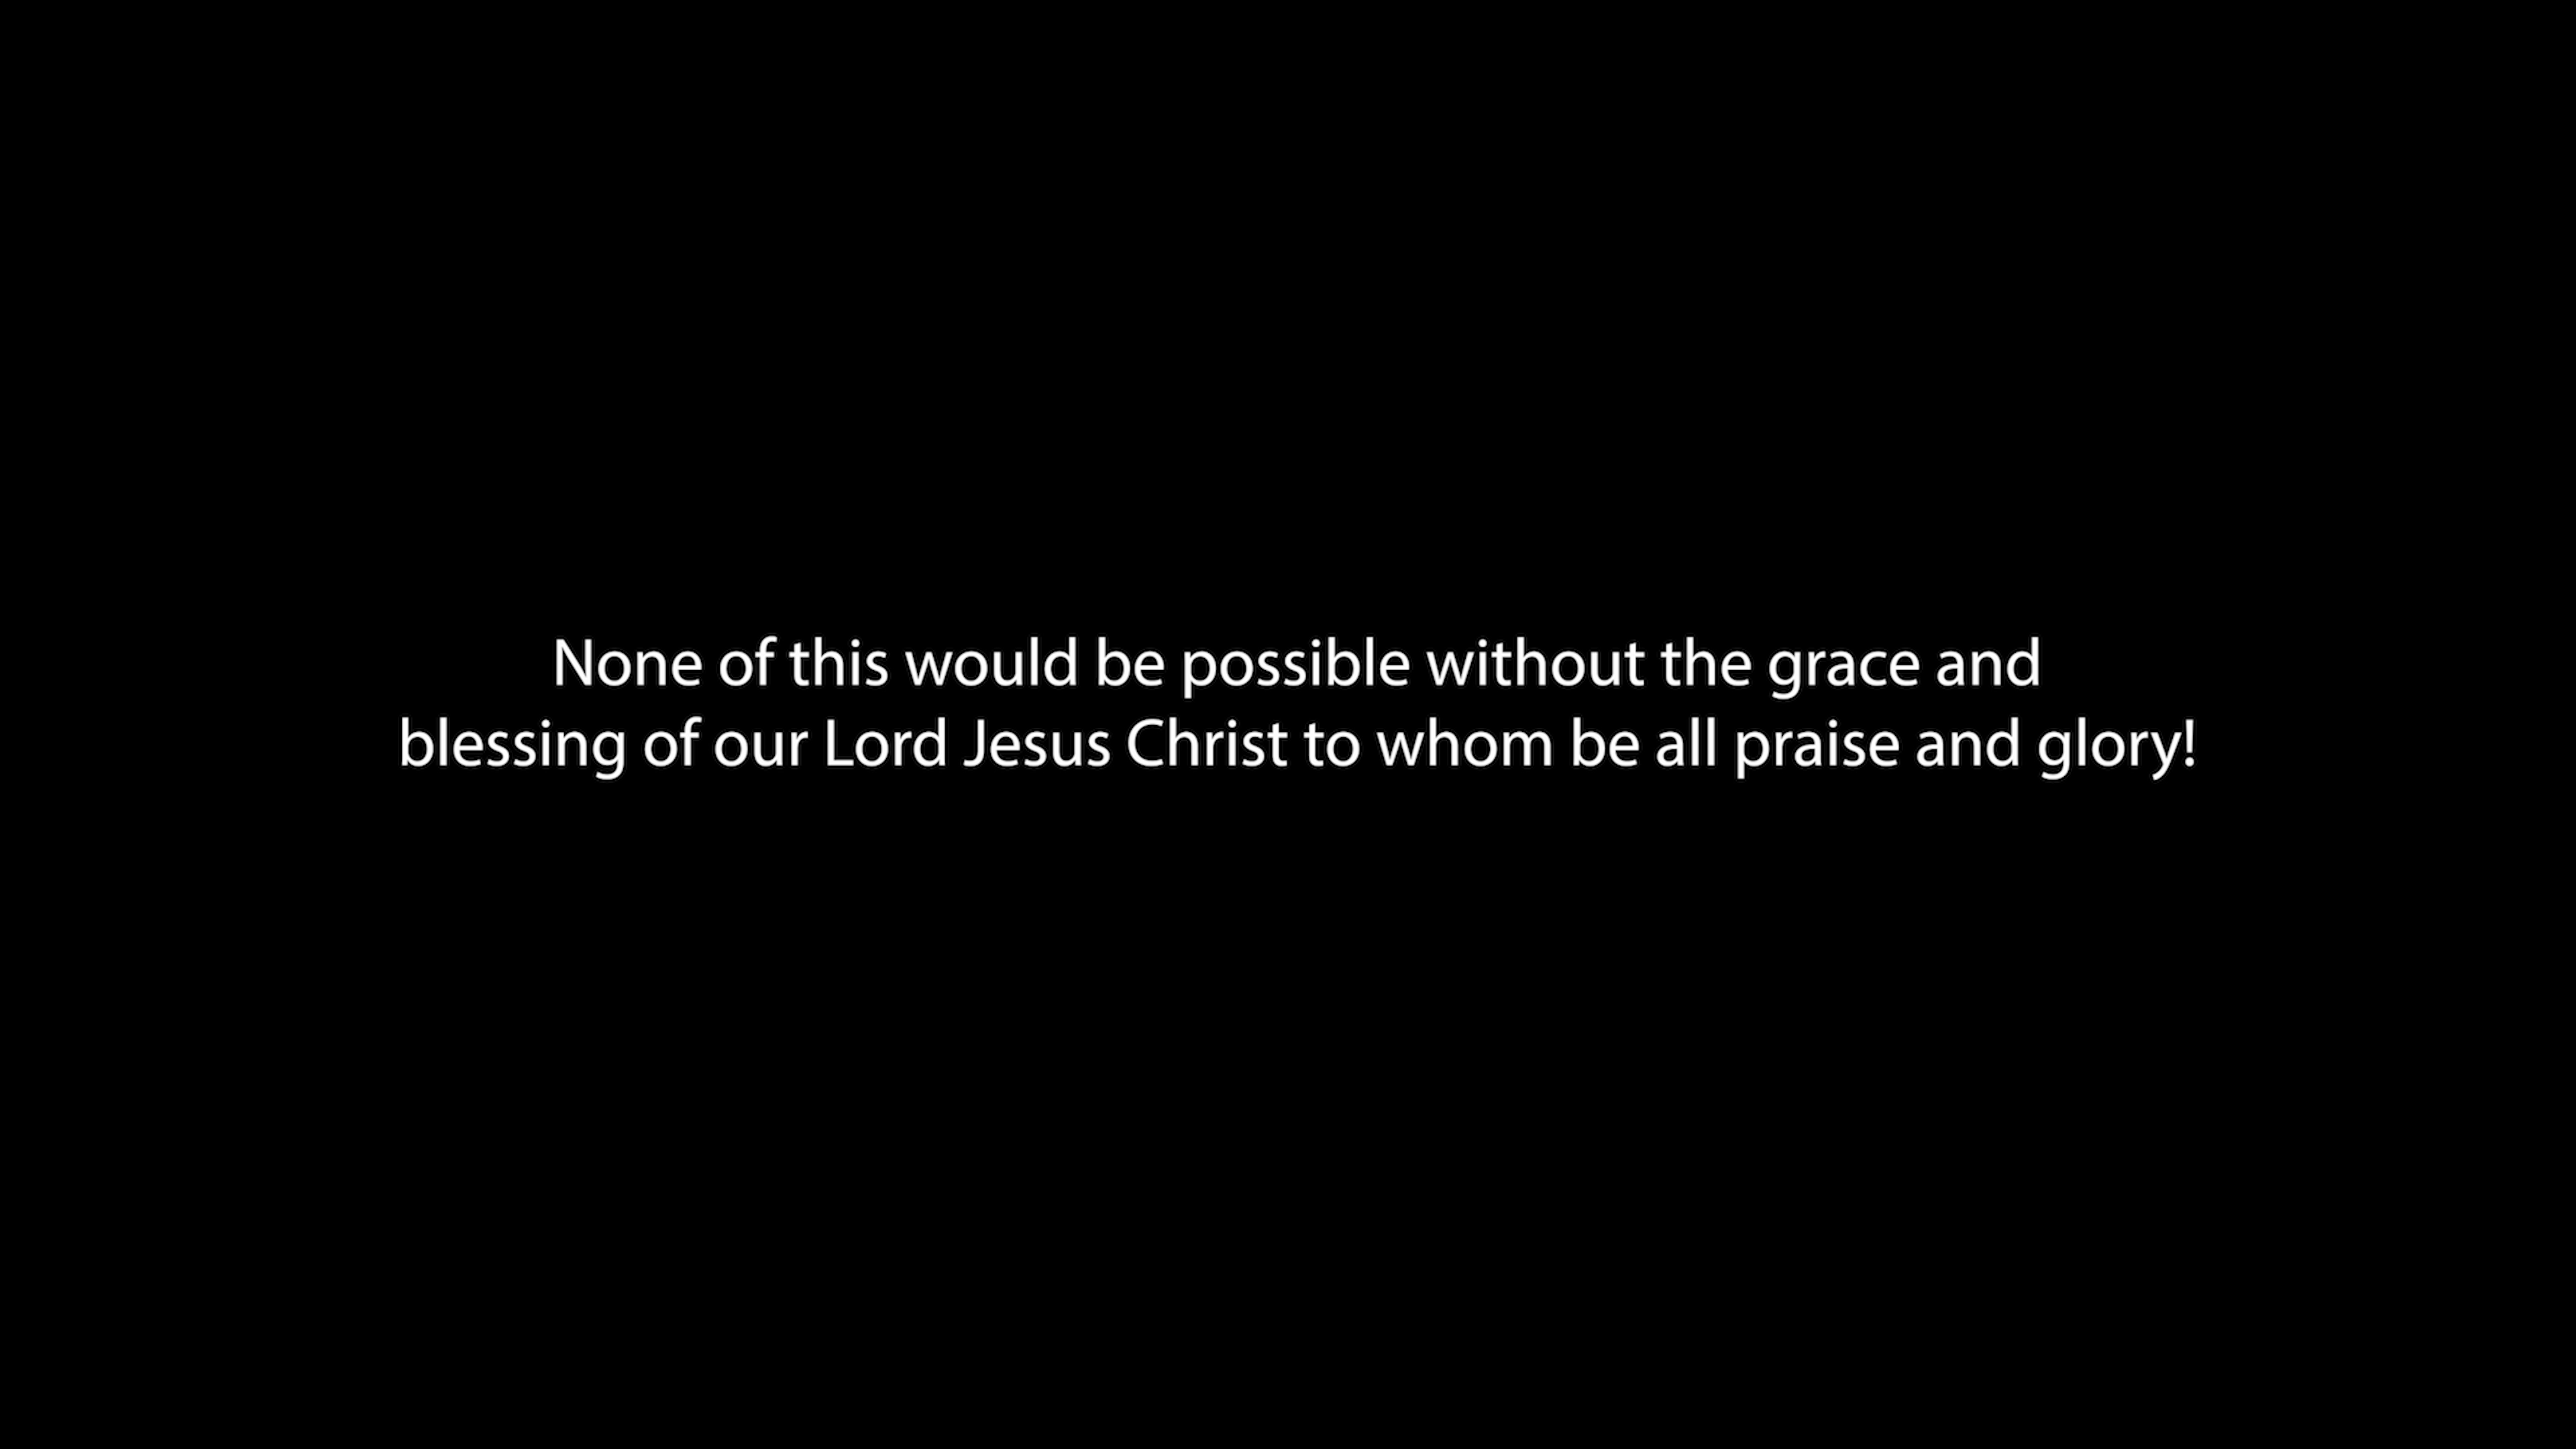 None of this would be possible without the grace and
blessing of our Lord Jesus Christ to whom be all praise and glory!